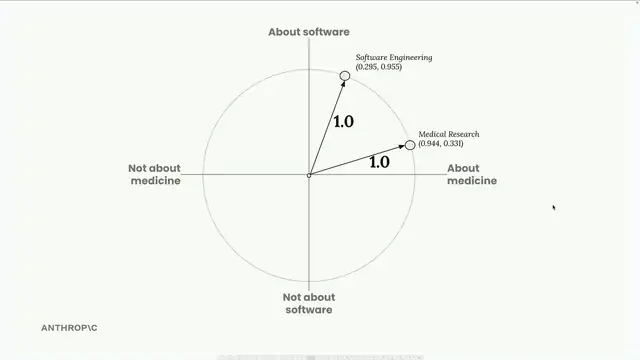 About software
Software Engineering
(0.295, 0.955)
1.0
Medical Research
(0.944, 0.331)
1.0
Not about
medicine
About
medicine
Not about
software
ANTHROP\C